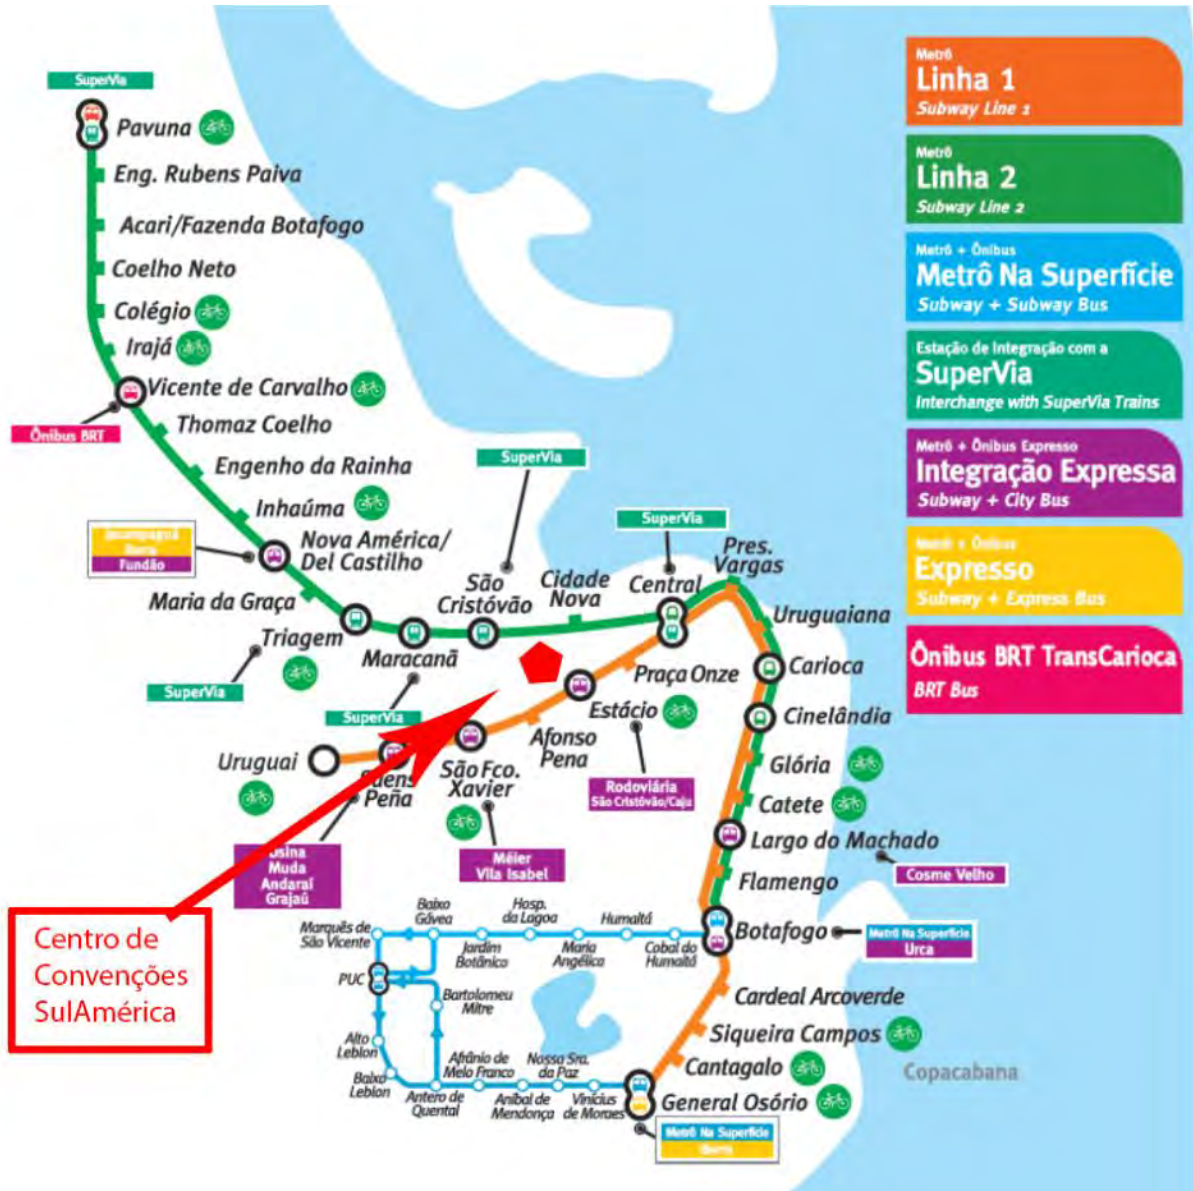 SuperVia
Pavuna
Eng. Rubens Paiva
Acari/Fazenda Botafogo
Coelho Neto
Colégio
Irajá
Vicente de Carvalho
Ônibus BRT
Thomaz Coelho
Engenho da Rainha
Inhaúma
Fundão
Nova América/
Del Castilho
Maria da Graça
Triagem
SuperVia
Maracanã
SuperVia
São
Cristóvão
SuperVia
Cidade
Nova
Central
SuperVia
Pres.
Vargas
Uruguaiana
Carioca
Cinelândia
Glória
Catete
Largo do Machado
Cosme Velho
Flamengo
Botafogo
Metrô Na Superfície
Urca
Cardeal Arcoverde
Siqueira Campos
Cantagalo
General Osório
Metrô Na Superfície
Copacabana
Praça Onze
Estácio
Rodoviária
São Cristóvão/Caju
Afonso
Pena
São Fco.
Xavier
Méier
Vila Isabel
Saens
Peña
Uruguai
Muda
Andaraí
Grajaú
Centro de
Convenções
SulAmérica
Marquês de
São Vicente
Baixo
Gávea
Hosp.
da Lagoa
Humaitá
Jardim
Botânico
Maria
Angélica
Cobal do
Humaitá
PUC
Bartolomeu
Mitre
Alto
Leblon
Baixo
Leblon
Afrânio de
Melo Franco
Nossa Sra.
da Paz
Antero de
Quental
Aníbal de
Mendonça
Vinícius
de Moraes
Metrô
Linha 1
Subway Line 1
Metrô
Linha 2
Subway Line 2
Metrô + Ônibus
Metrô Na Superfície
Subway + Subway Bus
Estação de Integração com a
SuperVia
Interchange with SuperVia Trains
Metrô + Ônibus Expresso
Integração Expressa
Subway + City Bus
Metrô + Ônibus
Expresso
Subway + Express Bus
Ônibus BRT TransCarioca
BRT Bus